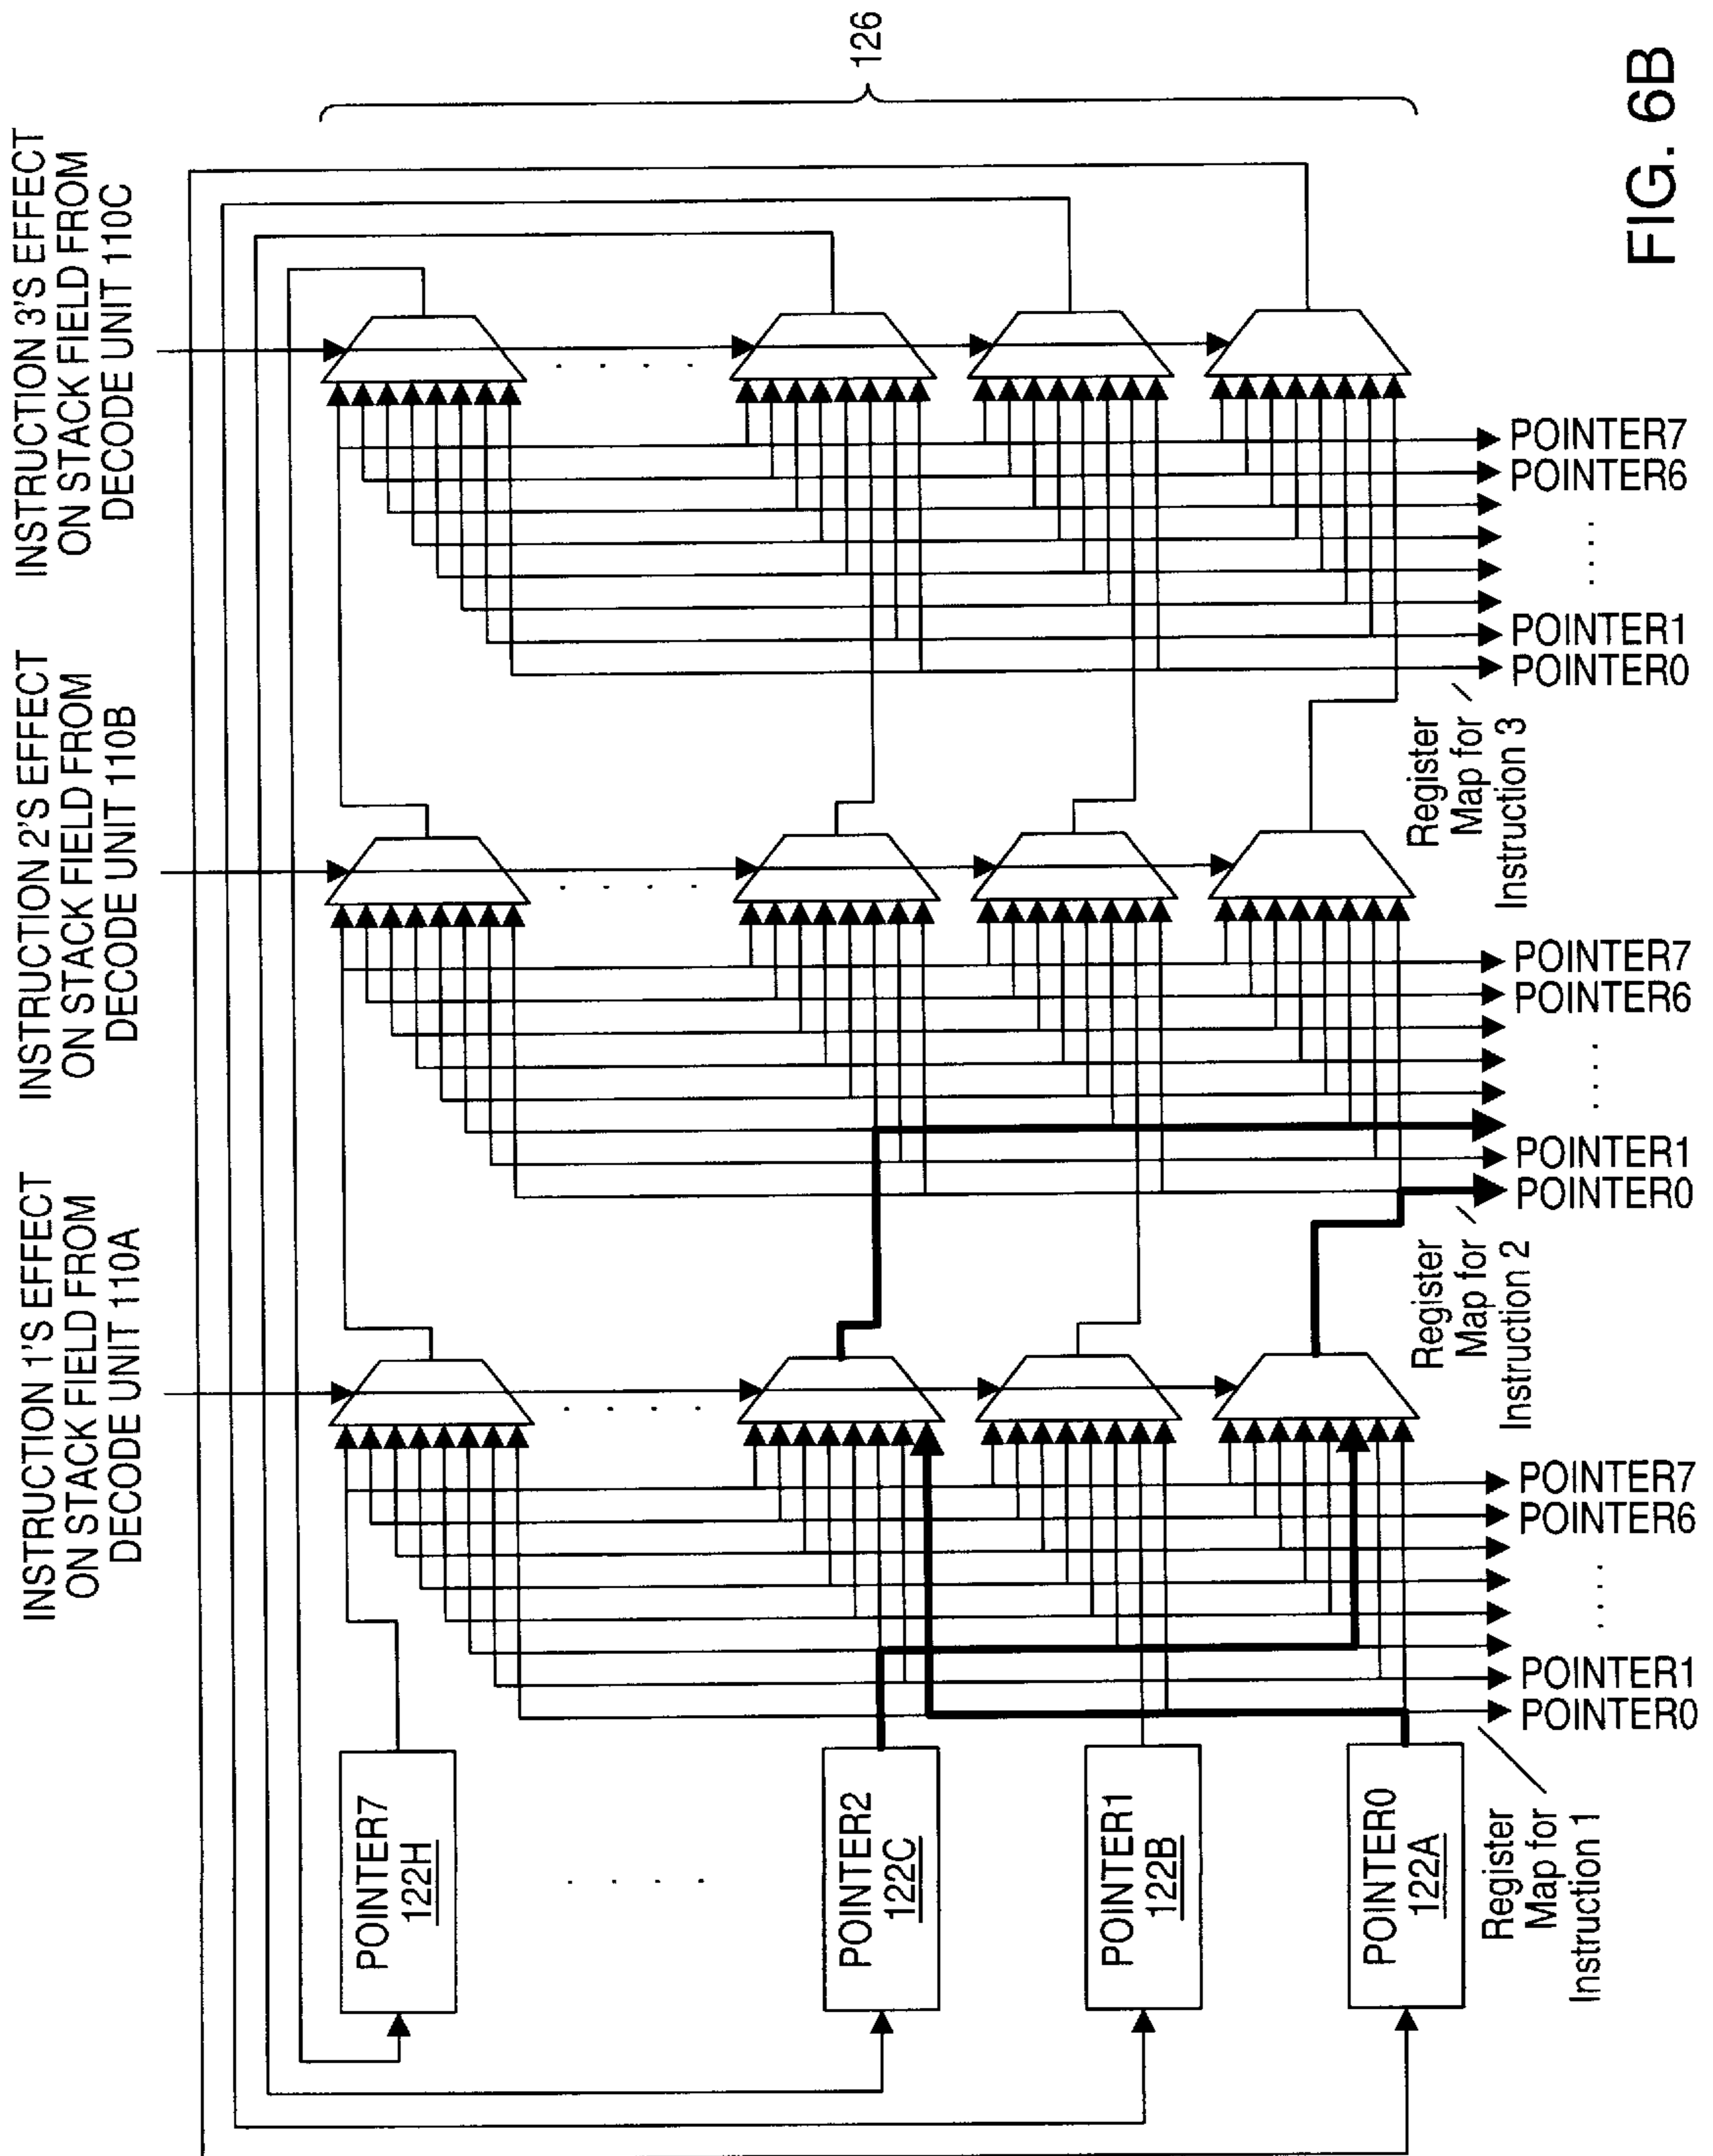 INSTRUCTION 1'S EFFECT
ON STACK FIELD FROM
DECODE UNIT 110A
INSTRUCTION 2'S EFFECT
ON STACK FIELD FROM
DECODE UNIT 110B
INSTRUCTION 3'S EFFECT
ON STACK FIELD FROM
DECODE UNIT 110C
126
POINTER7
122H
. . . .
. . . .
. . . .
. . . .
POINTER2
122C
POINTER1
122B
POINTER0
122A
POINTER0
POINTER1
. . . .
POINTER6
POINTER7
Register
Map for
Instruction 1
POINTER0
POINTER1
. . . .
POINTER6
POINTER7
Register
Map for
Instruction 2
POINTER0
POINTER1
. . . .
POINTER6
POINTER7
Register
Map for
Instruction 3
FIG. 6B